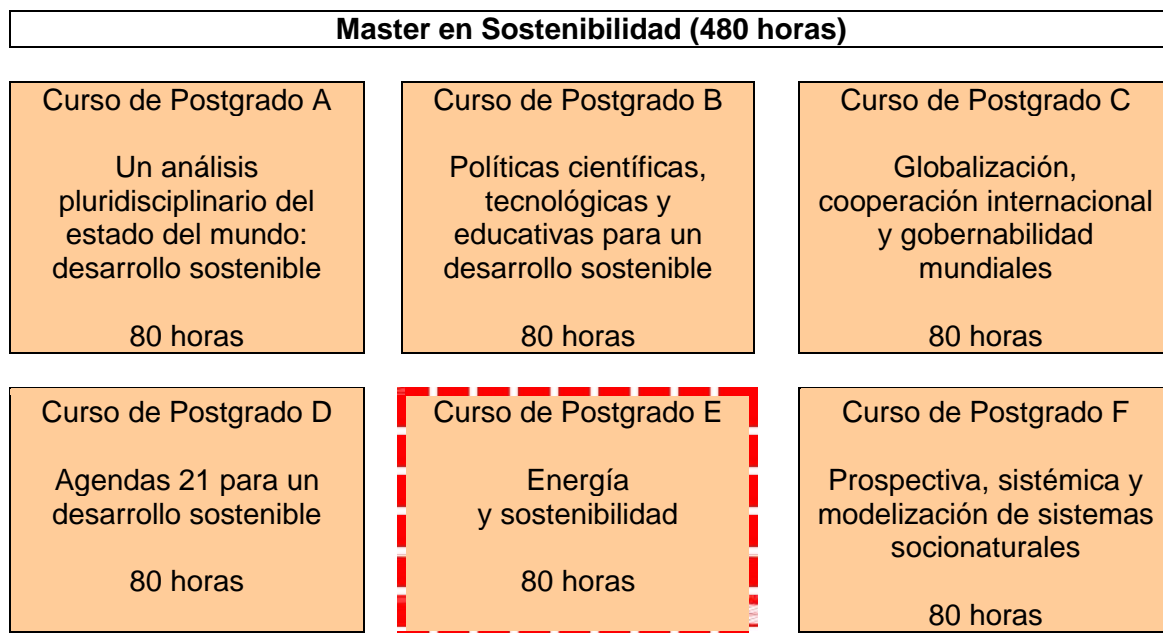 Master en Sostenibilidad (480 horas)
Curso de Postgrado A
Un análisis
pluridisciplinario del
estado del mundo:
desarrollo sostenible
80 horas
Curso de Postgrado B
Políticas científicas,
tecnológicas y
educativas para un
desarrollo sostenible
80 horas
Curso de Postgrado C
Globalización,
cooperación internacional
y gobernabilidad
mundiales
80 horas
Curso de Postgrado D
Agendas 21 para un
desarrollo sostenible
80 horas
Curso de Postgrado E
Energía
y sostenibilidad
80 horas
Curso de Postgrado F
Prospectiva, sistémica y
modelización de sistemas
socionaturales
80 horas